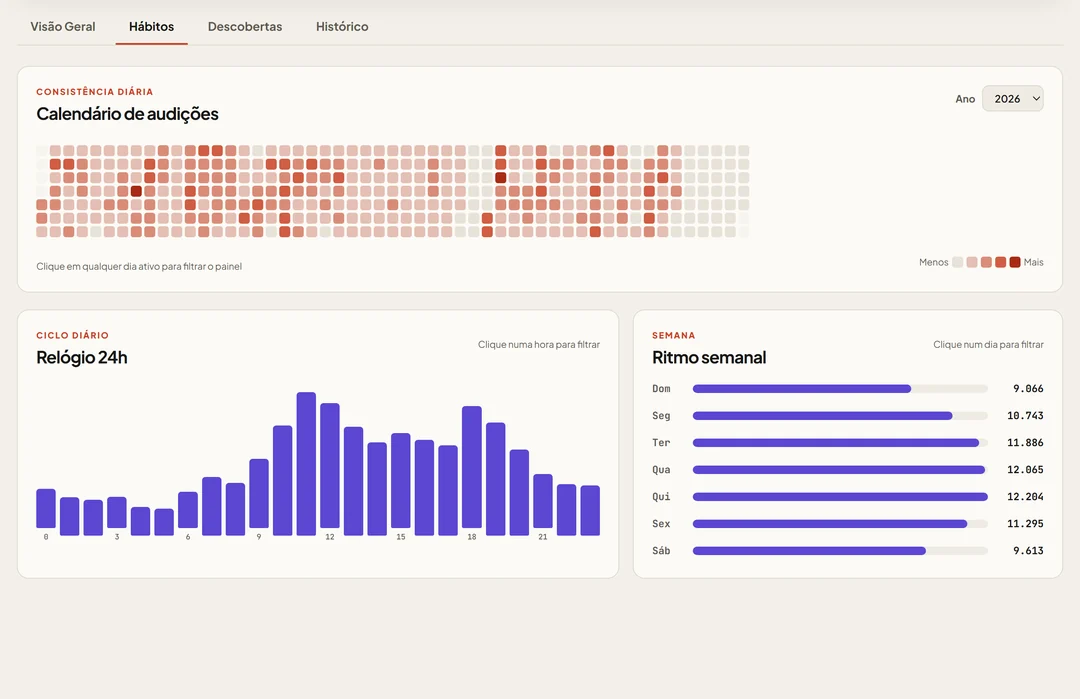 Visão Geral
Hábitos
Descobertas
Histórico
CONSISTÊNCIA DIÁRIA
Calendário de audições
Ano
2026
Clique em qualquer dia ativo para filtrar o painel
Menos
Mais
CICLO DIÁRIO
Relógio 24h
Clique numa hora para filtrar
0
3
6
9
12
15
18
21
SEMANA
Ritmo semanal
Clique num dia para filtrar
Dom 9.066
Seg 10.743
Ter 11.886
Qua 12.065
Qui 12.204
Sex 11.295
Sáb 9.613